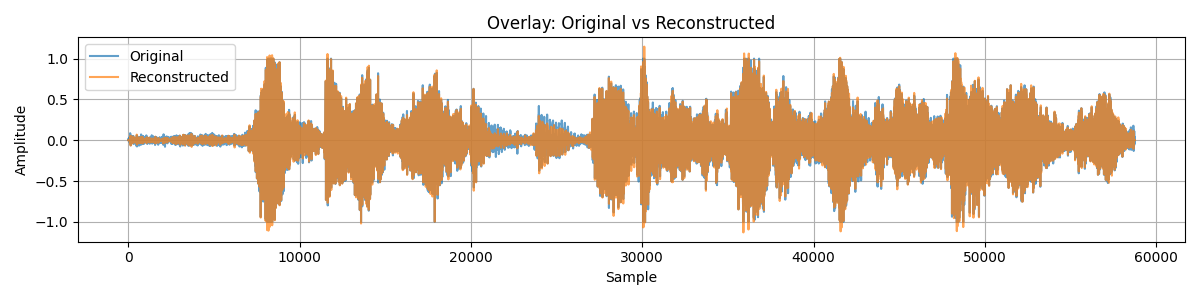 Overlay: Original vs Reconstructed
Original
Reconstructed
Amplitude
1.0
0.5
0.0
−0.5
−1.0
0 10000 20000 30000 40000 50000 60000
Sample